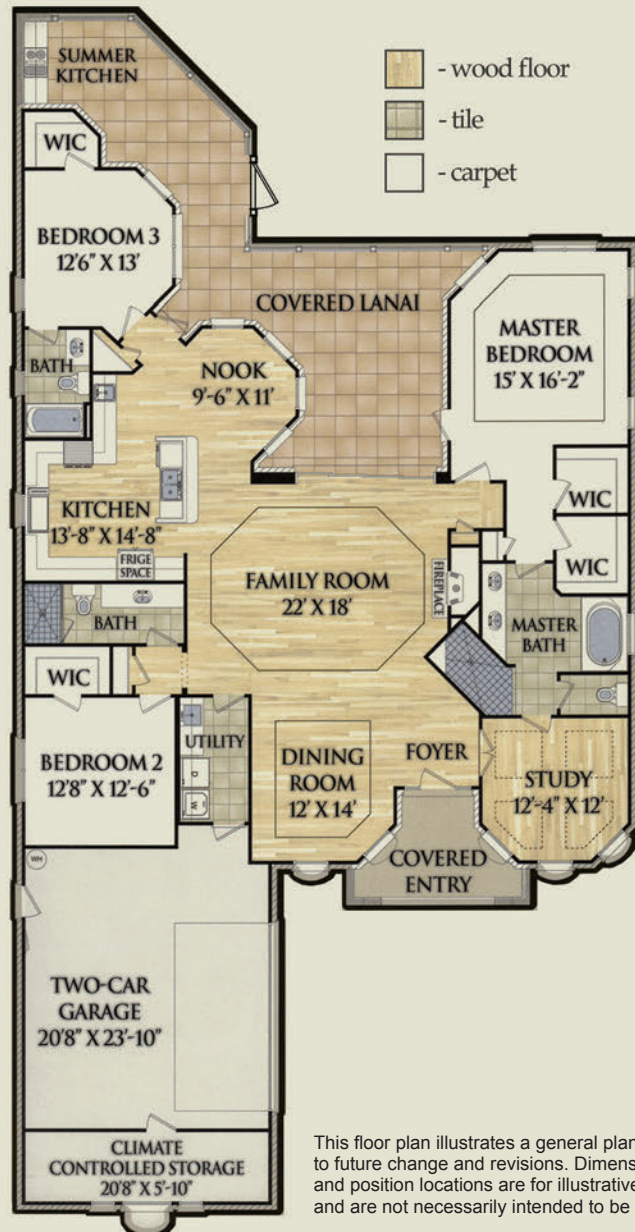 SUMMER
KITCHEN
- wood floor
- tile
- carpet
WIC
BEDROOM 3
12'6" X 13'
COVERED LANAI
MASTER
BEDROOM
15' X 16'-2"
BATH
NOOK
9'-6" X 11'
KITCHEN
13'-8" X 14'-8"
FRIGE
SPACE
WIC
WIC
FAMILY ROOM
22' X 18'
FIREPLACE
BATH
MASTER
BATH
WIC
BEDROOM 2
12'8" X 12'-6"
UTILITY
D
W
DINING
ROOM
12' X 14'
FOYER
STUDY
12'-4" X 12'
COVERED
ENTRY
WH
TWO-CAR
GARAGE
20'8" X 23'-10"
CLIMATE
CONTROLLED STORAGE
20'8" X 5'-10"
This floor plan illustrates a general plan
to future change and revisions. Dimens
and position locations are for illustrative
and are not necessarily intended to be